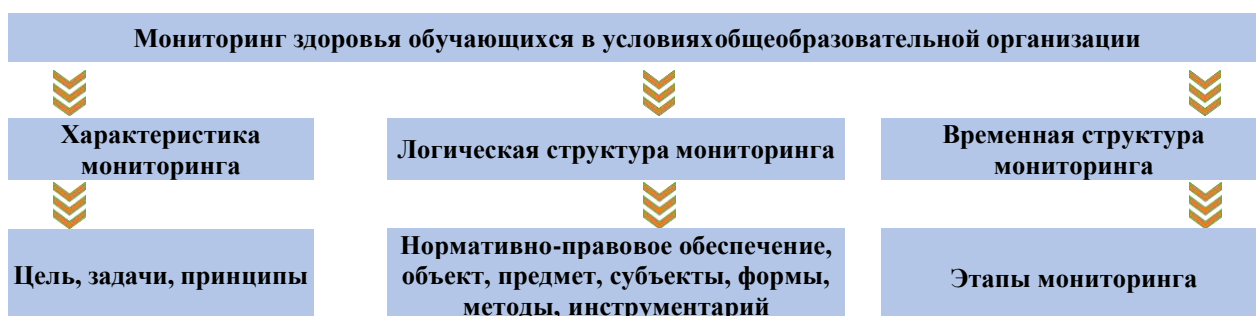 Мониторинг здоровья обучающихся в условияхобщеобразовательной организации
Характеристика
мониторинга
Логическая структура мониторинга
Временная структура
мониторинга
Цель, задачи, принципы
Нормативно-правовое обеспечение,
объект, предмет, субъекты, формы,
методы, инструментарий
Этапы мониторинга